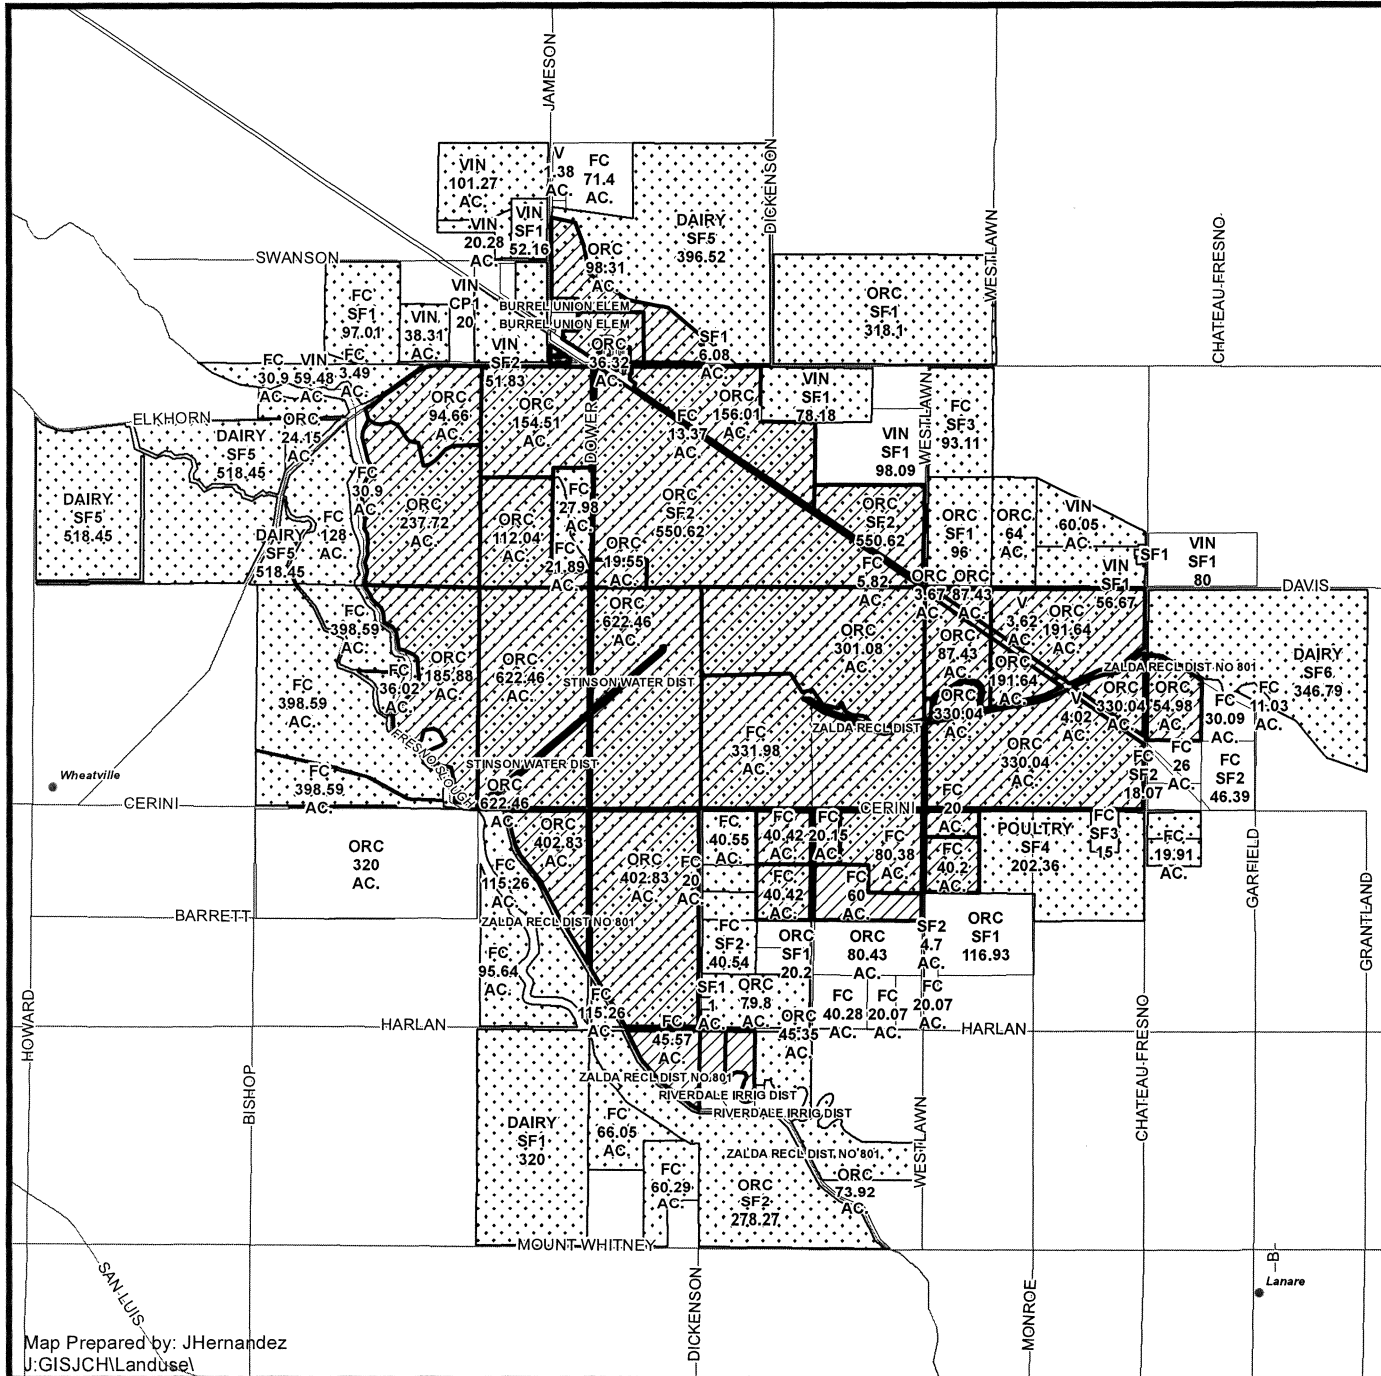 JAMESON
DICKENSON
WESTLAWN
CHATEAU-FRESNO
VIN
101.27
AC.
V
1.38
AC.
FC
71.4
AC.
VIN
20.28
AC.
VIN
SF1
52.16
DAIRY
SF5
396.52
SWANSON
ORC
98.31
AC.
FC
SF1
97.01
VIN
38.31
AC.
VIN
CP1
20
BURREL UNION ELEM
BURREL UNION ELEM
ORC
SF1
318.1
VIN
SF2
51.83
ORC
36.32
AC.
SF1
6.08
AC.
FC
30.9
AC.
VIN
59.48
AC.
FC
3.49
AC.
ELKHORN
ORC
24.15
AC.
ORC
94.66
AC.
ORC
154.51
AC.
DOWER
FC
13.37
AC.
ORC
156.01
AC.
VIN
SF1
78.18
VIN
SF1
98.09
WESTLAWN
FC
SF3
93.11
DAIRY
SF5
518.45
DAIRY
SF5
518.45
DAIRY
SF5
518.45
FC
128
AC.
FC
30.9
AC.
ORC
237.72
AC.
ORC
112.04
AC.
FC
27.98
AC.
FC
21.89
AC.
ORC
SF2
550.62
ORC
19.55
AC.
ORC
SF2
550.62
FC
5.82
AC.
ORC
SF1
96
ORC
64
AC.
VIN
60.05
AC.
SF1
VIN
SF1
80
VIN
SF1
56.67
DAVIS
ORC
3.67
AC.
ORC
87.43
AC.
V
3.62
AC.
ORC
191.64
AC.
FC
398.59
AC.
FC
36.02
AC.
ORC
185.88
AC.
ORC
622.46
AC.
ORC
622.46
AC.
STINSON WATER DIST
STINSON WATER DIST
ORC
301.08
AC.
ORC
87.43
AC.
ORC
191.64
AC.
ZALDA RECL DIST NO 801
DAIRY
SF6
346.79
FC
398.59
AC.
FRESNO SLOUGH
FC
331.98
AC.
ZALDA RECL DIST
ORC
330.04
AC.
V
4.02
AC.
ORC
330.04
AC.
ORC
54.98
AC.
FC
30.09
AC.
FC
11.03
AC.
ORC
330.04
AC.
FC
26
AC.
FC
SF2
18.07
FC
SF2
46.39
Wheatville
CERINI
FC
398.59
AC.
ORC
622.46
AC.
CERINI
FC
20
AC.
ORC
320
AC.
FC
115.26
AC.
ORC
402.83
AC.
ORC
402.83
AC.
FC
20
AC.
FC
40.55
AC.
FC
40.42
AC.
FC
20.15
AC.
FC
80.38
AC.
FC
40.2
AC.
POULTRY
SF4
202.36
FC
SF3
15
FC
19.91
AC.
FC
40.42
AC.
FC
60
AC.
BARRETT
ZALDA RECL DIST NO 801
FC
SF2
40.54
ORC
SF1
20.2
ORC
80.43
AC.
SF2
4.7
AC.
ORC
SF1
116.93
FC
95.64
AC.
FC
115.26
AC.
SF1
1
AC.
ORC
79.8
AC.
ORC
45.35
AC.
FC
40.28
AC.
FC
20.07
AC.
FC
20.07
AC.
HARLAN
HARLAN
FC
45.57
AC.
HOWARD
BISHOP
GARFIELD
GRANTLAND
CHATEAU-FRESNO
WESTLAWN
ZALDA RECL DIST NO 801
RIVERDALE IRRIG DIST
RIVERDALE IRRIG DIST
DAIRY
SF1
320
FC
66.05
AC.
FC
60.29
AC.
ZALDA RECL DIST NO 801
ORC
SF2
278.27
ORC
73.92
AC.
MOUNT WHITNEY
SAN LUIS
DICKENSON
MONROE
B
Lanare
Map Prepared by: JHernandez
J:GISJCH\Landuse\